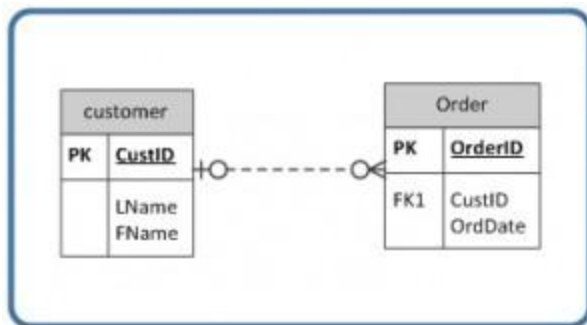 customer
PK CustID
LName
FName
Order
PK OrderID
FK1 CustID
OrdDate